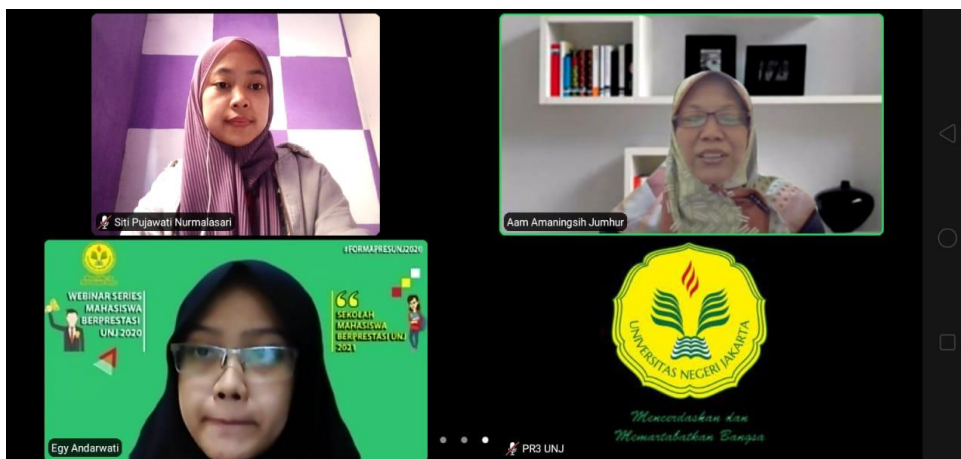 Siti Pujawati Nurmalasari
Aam Amaningsih Jumhur
#FORMAPRESUNJ2020
WEBINAR SERIES
MAHASISWA
BERPRESTASI
UNJ 2020
SEKOLAH
MAHASISWA
BERPRESTASI UNJ
2021
Egy Andarwati
UNIVERSITAS NEGERI JAKARTA
Mencerdaskan dan
Memartabatkan Bangsa
PR3 UNJ